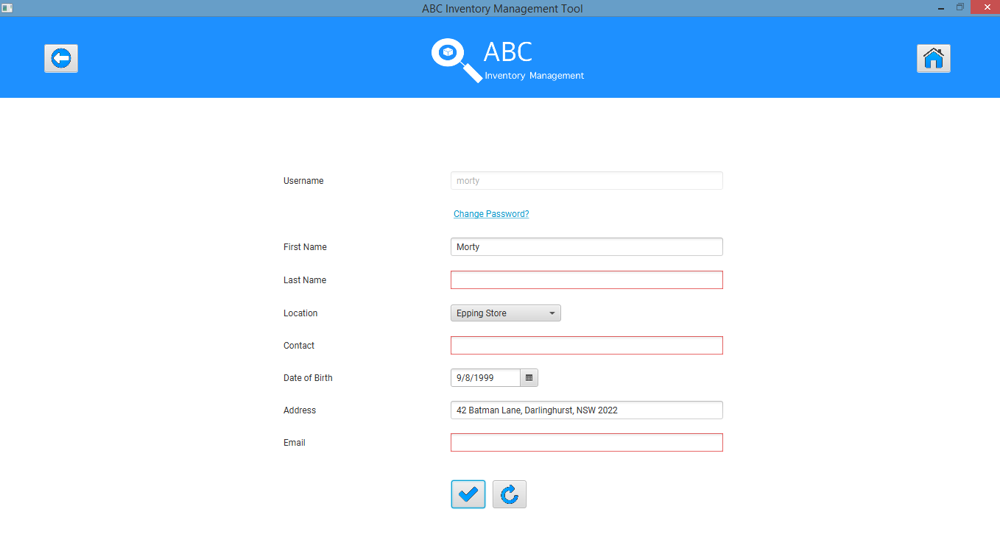 ABC Inventory Management Tool
ABC
Inventory Management
Username morty
Change Password?
First Name Morty
Last Name
Location Epping Store
Contact
Date of Birth 9/8/1999
Address 42 Batman Lane, Darlinghurst, NSW 2022
Email